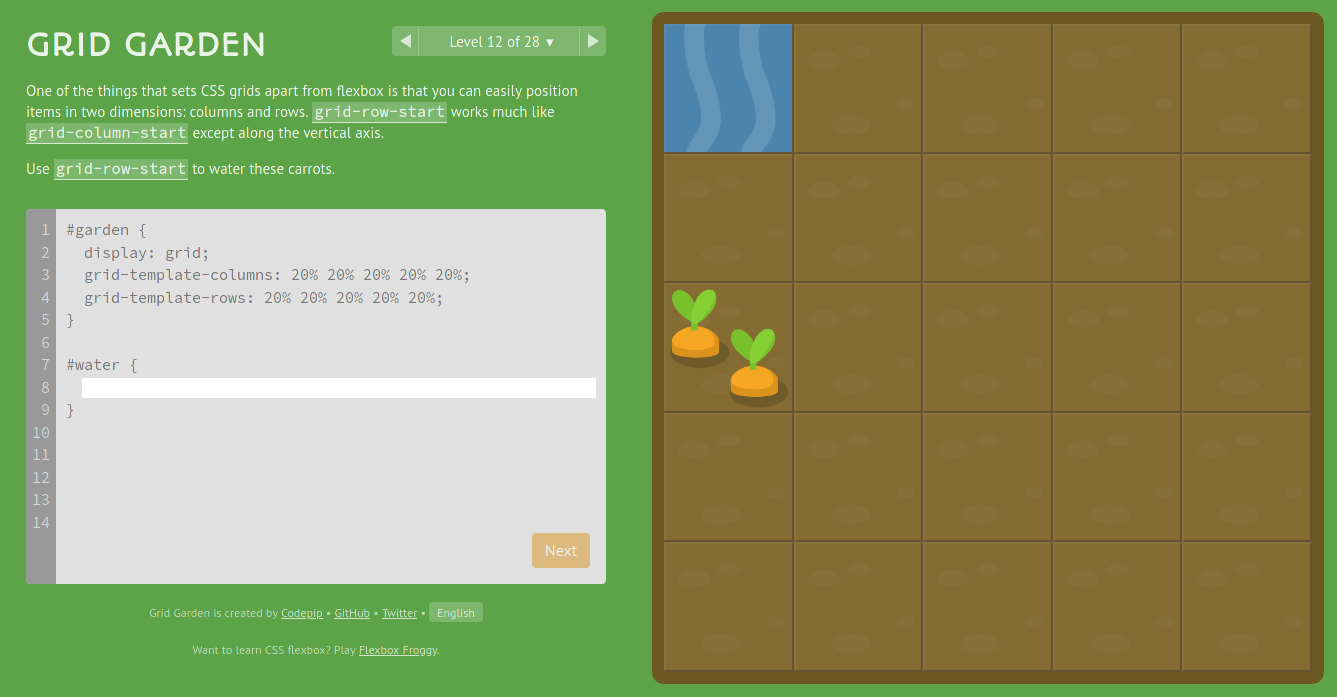 GRID GARDEN
◀ Level 12 of 28 ▼ ▶
One of the things that sets CSS grids apart from flexbox is that you can easily position
items in two dimensions: columns and rows. grid-row-start works much like
grid-column-start except along the vertical axis.
Use grid-row-start to water these carrots.
1 #garden {
2 display: grid;
3 grid-template-columns: 20% 20% 20% 20% 20%;
4 grid-template-rows: 20% 20% 20% 20% 20%;
5 }
6
7 #water {
8
9 }
10
11
12
13
14
Next
Grid Garden is created by Codepip • GitHub • Twitter • English
Want to learn CSS flexbox? Play Flexbox Froggy.